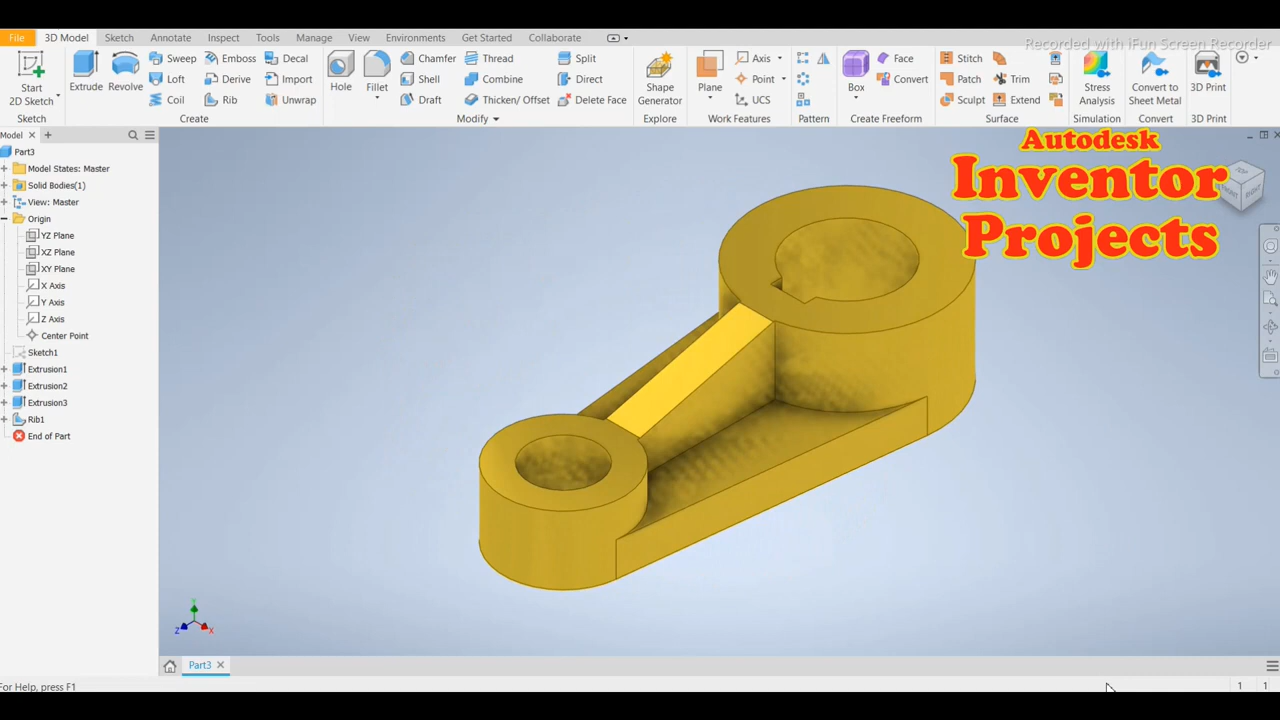 Recorded with iFun Screen Recorder
File 3D Model Sketch Annotate Inspect Tools Manage View Environments Get Started Collaborate
Start
2D Sketch
Sketch
Extrude
Revolve
Sweep
Loft
Coil
Emboss
Derive
Rib
Decal
Import
Unwrap
Create
Hole
Fillet
Chamfer
Shell
Draft
Thread
Combine
Thicken/ Offset
Split
Direct
Delete Face
Modify
Shape
Generator
Explore
Plane
Axis
Point
UCS
Work Features
Pattern
Box
Face
Convert
Create Freeform
Stitch
Patch
Sculpt
Trim
Extend
Surface
Stress
Analysis
Simulation
Convert to
Sheet Metal
Convert
3D Print
3D Print
Model
Part3
Model States: Master
Solid Bodies(1)
View: Master
Origin
YZ Plane
XZ Plane
XY Plane
X Axis
Y Axis
Z Axis
Center Point
Sketch1
Extrusion1
Extrusion2
Extrusion3
Rib1
End of Part
Autodesk
Inventor
Projects
TOP
FRONT
RIGHT
Y
Z
X
Part3
For Help, press F1
1 1